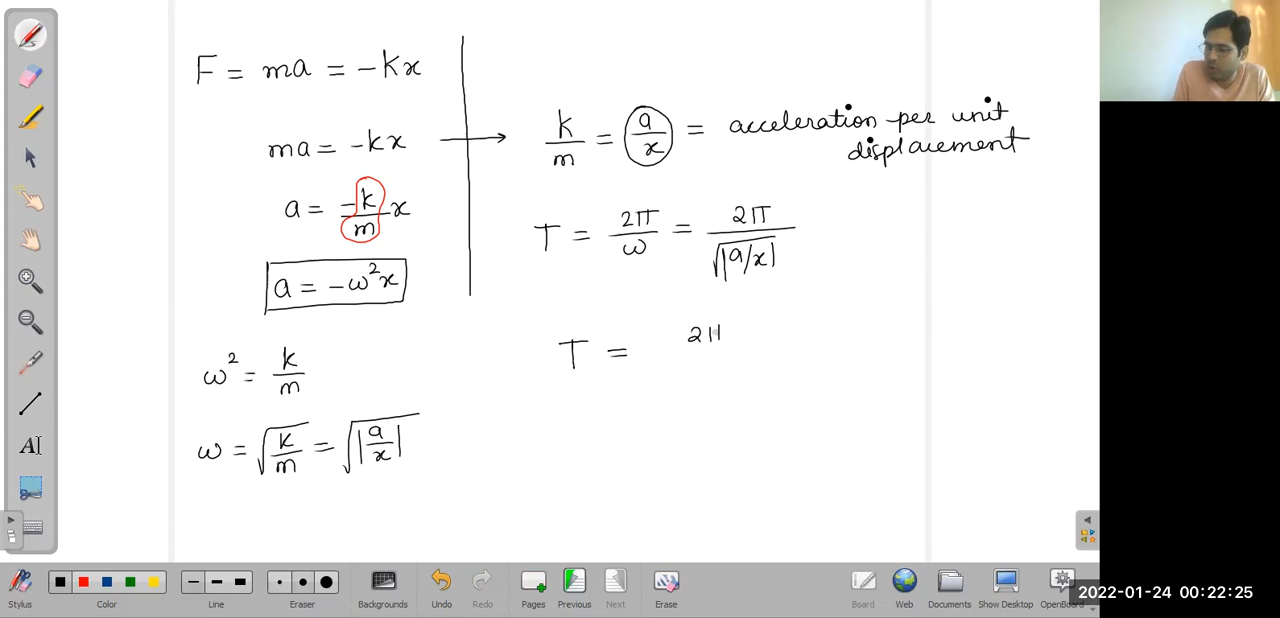 F = ma = -kx
ma = -kx
a = -k/m x
a = -ω²x
ω² = k/m
ω = √(k/m) = √|a/x|
k/m = a/x = acceleration per unit
displacement
T = 2π/ω = 2π/√|a/x|
T = 2π
Stylus
Color
Line
Eraser
Backgrounds
Undo
Redo
Pages
Previous
Next
Erase
Board
Web
Documents
Show Desktop
OpenBoard
2022-01-24 00:22:25